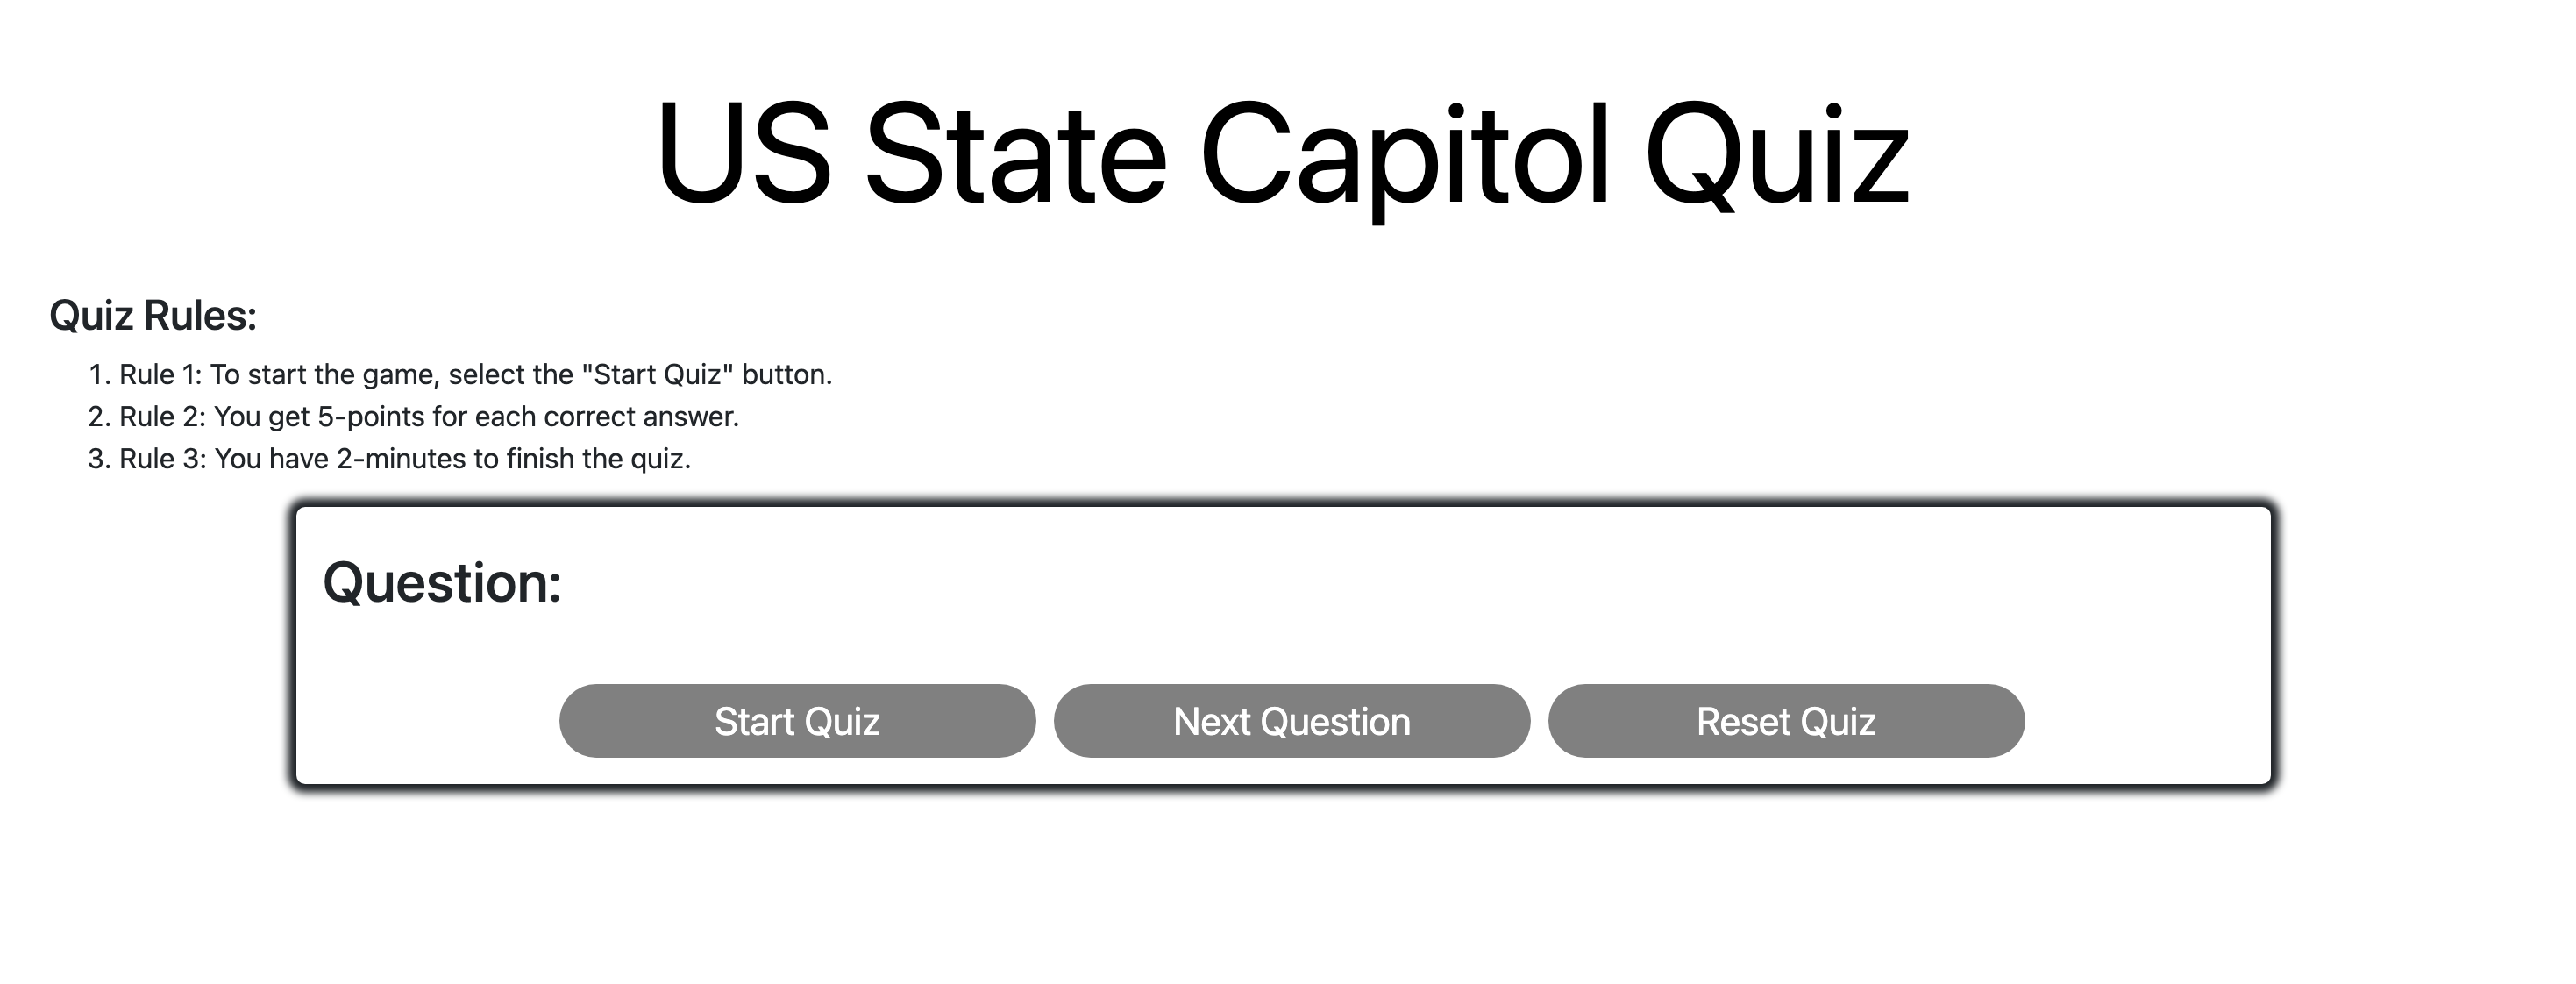 US State Capitol Quiz
Quiz Rules:
1. Rule 1: To start the game, select the "Start Quiz" button.
2. Rule 2: You get 5-points for each correct answer.
3. Rule 3: You have 2-minutes to finish the quiz.
Question:
Start Quiz
Next Question
Reset Quiz